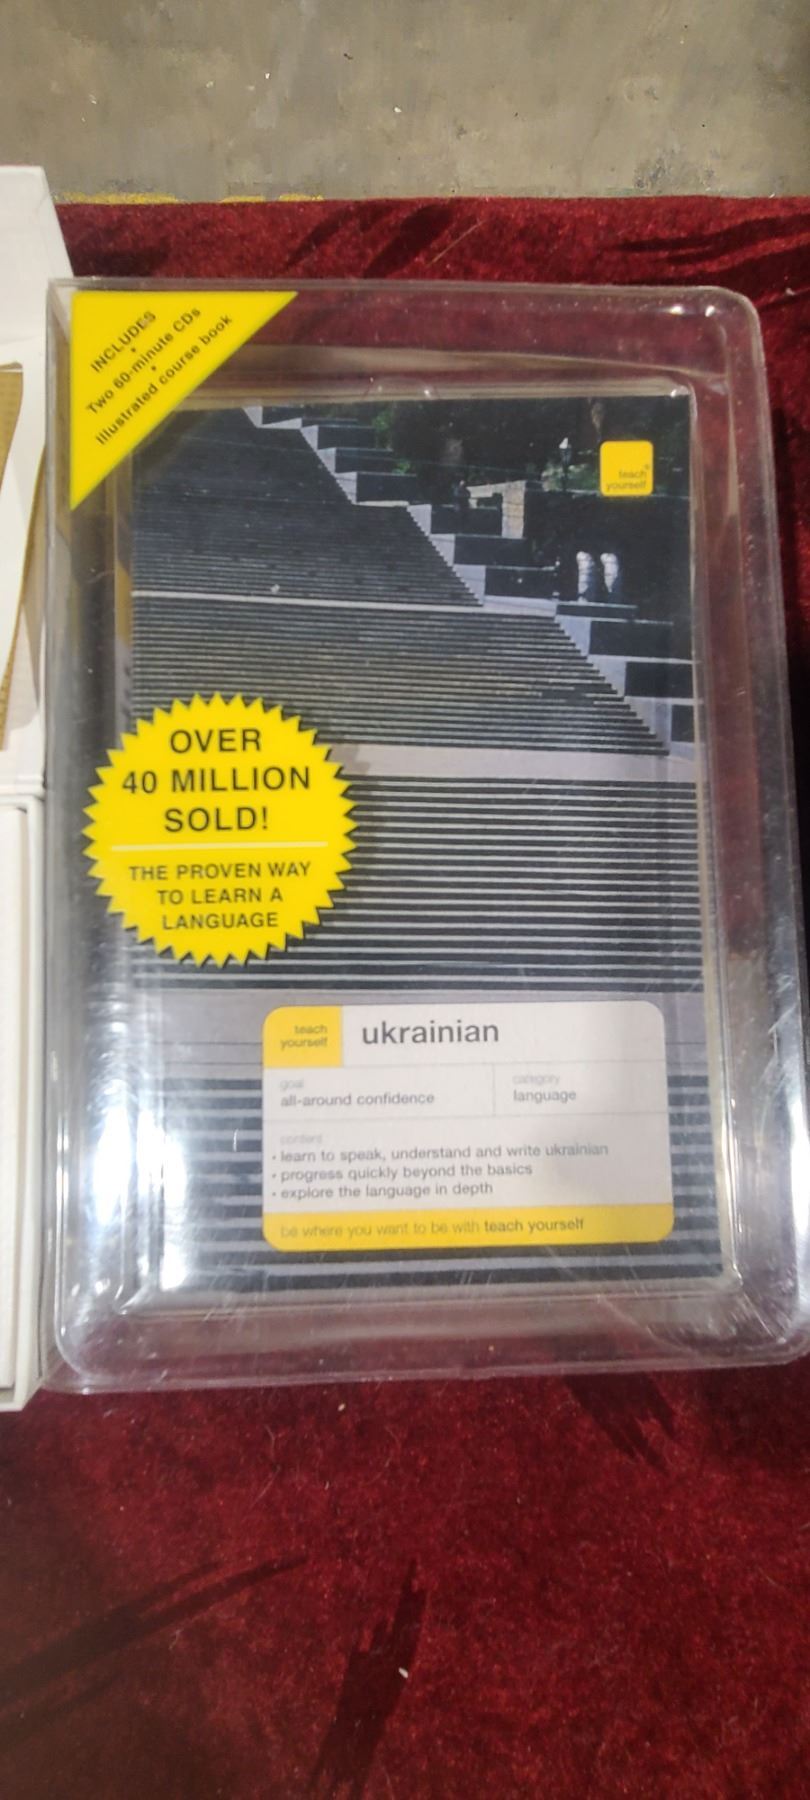 INCLUDES
•
Two 60-minute CDs
•
Illustrated course book
teach®
yourself
OVER
40 MILLION
SOLD!
THE PROVEN WAY
TO LEARN A
LANGUAGE
teach
yourself
ukrainian
goal
all-around confidence
category
language
content
• learn to speak, understand and write ukrainian
• progress quickly beyond the basics
• explore the language in depth
be where you want to be with teach yourself